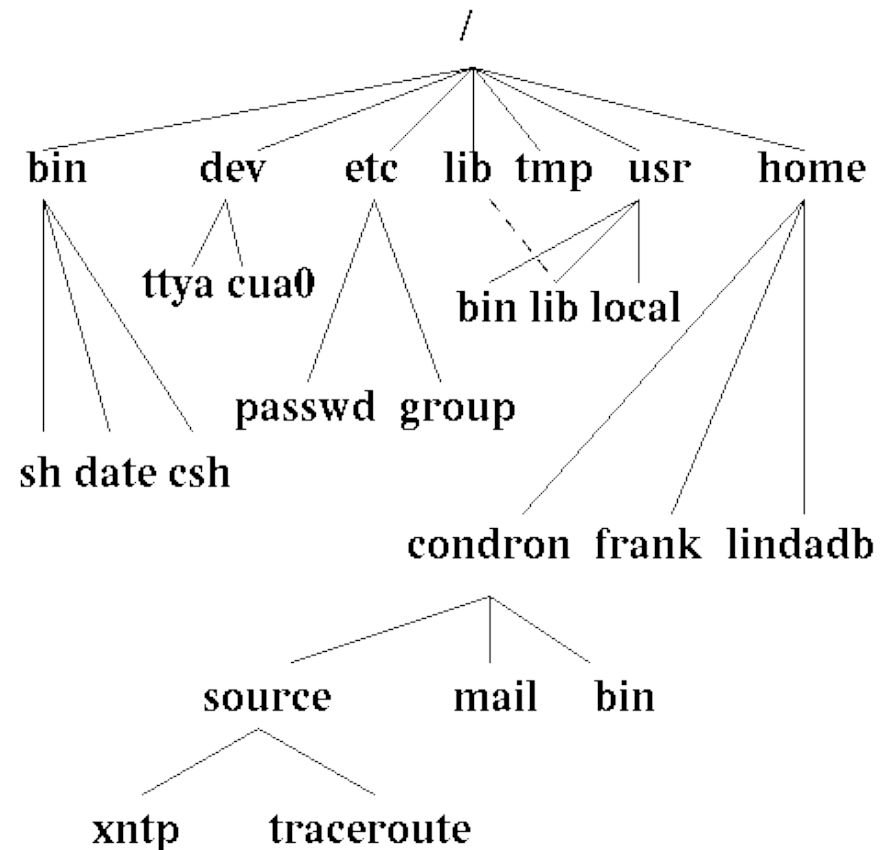 /
bin dev etc lib tmp usr home
ttya cua0
bin lib local
passwd group
sh date csh
condron frank lindadb
source mail bin
xntp traceroute